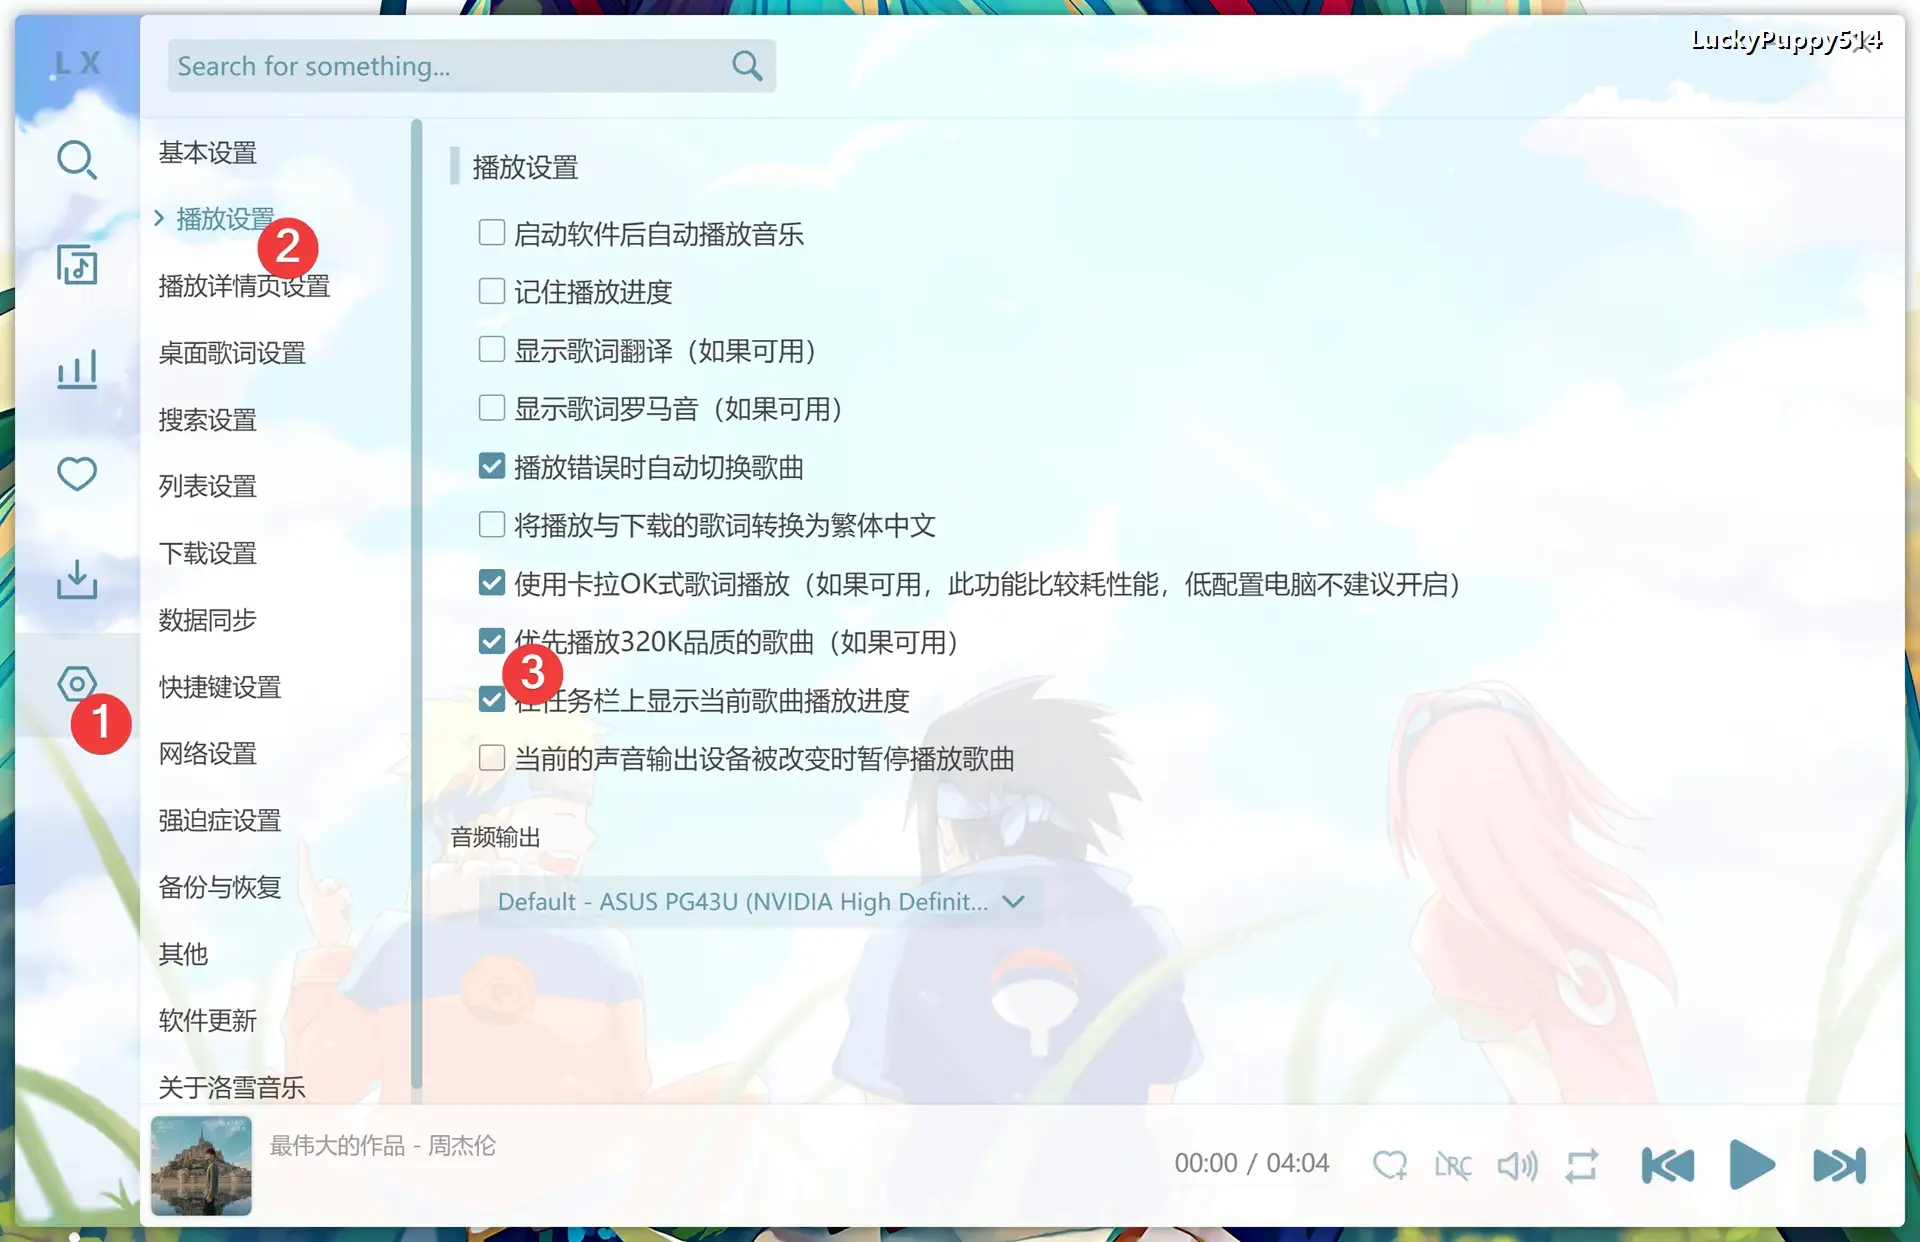 LuckyPuppy514
L X
Search for something...
基本设置
播放设置
2
播放详情页设置
桌面歌词设置
搜索设置
列表设置
下载设置
数据同步
快捷键设置
1
网络设置
强迫症设置
备份与恢复
其他
软件更新
关于洛雪音乐
播放设置
启动软件后自动播放音乐
记住播放进度
显示歌词翻译（如果可用）
显示歌词罗马音（如果可用）
播放错误时自动切换歌曲
将播放与下载的歌词转换为繁体中文
使用卡拉OK式歌词播放（如果可用，此功能比较耗性能，低配置电脑不建议开启）
优先播放320K品质的歌曲（如果可用）
3
在任务栏上显示当前歌曲播放进度
当前的声音输出设备被改变时暂停播放歌曲
音频输出
Default - ASUS PG43U (NVIDIA High Definit...
最伟大的作品 - 周杰伦
00:00 / 04:04
LRC